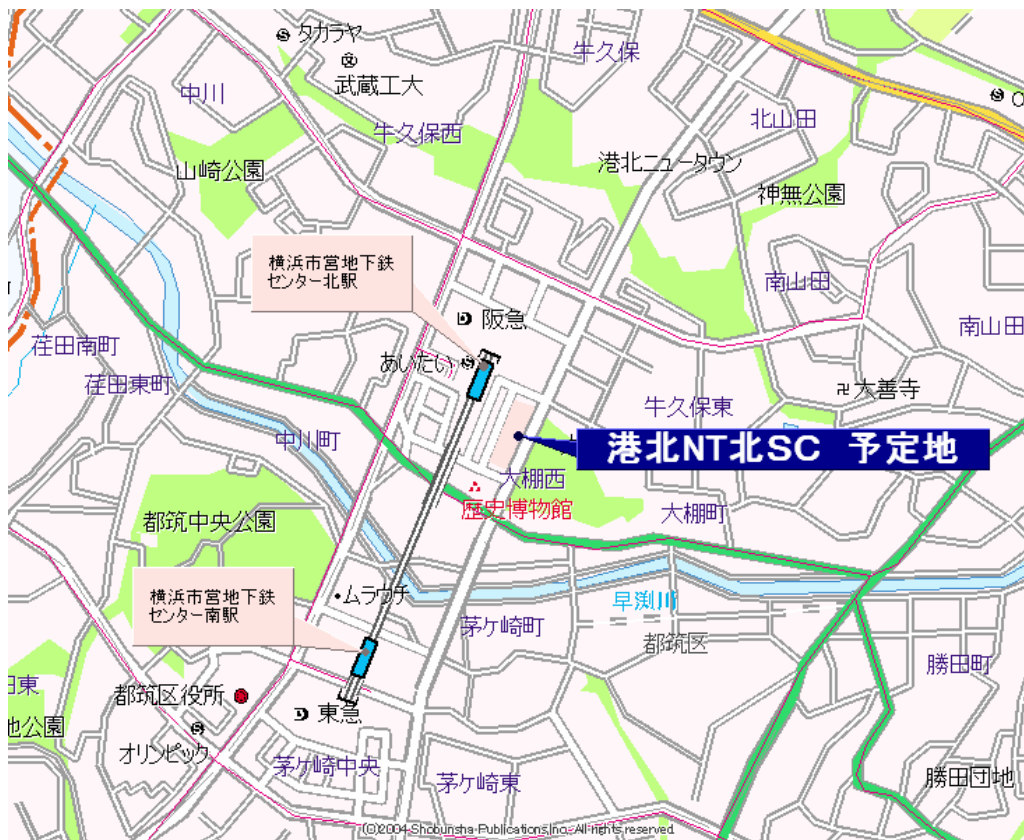 タカラヤ
武蔵工大
牛久保
中川
牛久保西
北山田
港北ニュータウン
山崎公園
神無公園
横浜市営地下鉄
センター北駅
南山田
阪急
南山田
荏田南町
あいたい
荏田東町
大善寺
牛久保東
中川町
港北NT北SC 予定地
大棚西
歴史博物館
大棚町
都筑中央公園
横浜市営地下鉄
センター南駅
ムラウチ
早渕川
茅ケ崎町
都筑区
勝田町
都筑区役所
東急
オリンピック
茅ケ崎中央
茅ケ崎東
勝田団地
(C)2004 Shobunsha Publications,Inc. All rights reserved